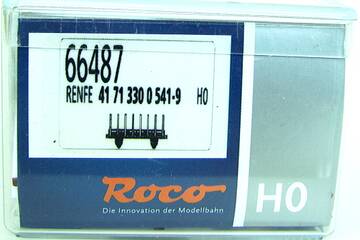 66487
RENFE 41 71 330 0 541-9 H0
Roco H0
Die Innovation der Modellbahn